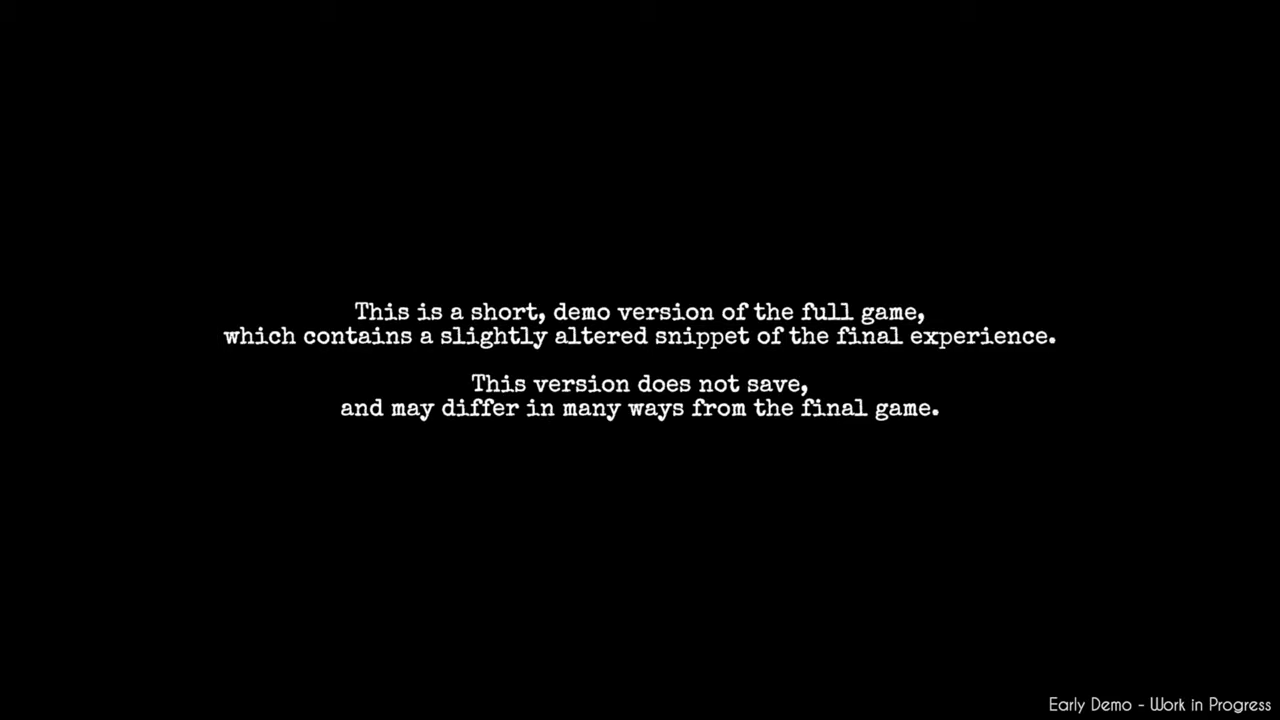 This is a short, demo version of the full game,
which contains a slightly altered snippet of the final experience.
This version does not save,
and may differ in many ways from the final game.
Early Demo - Work in Progress